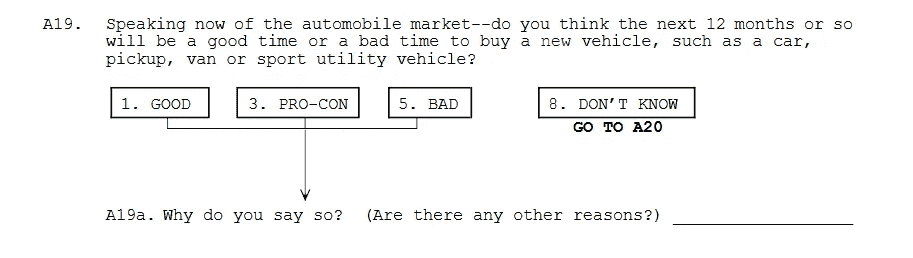 A19. Speaking now of the automobile market--do you think the next 12 months or so
will be a good time or a bad time to buy a new vehicle, such as a car,
pickup, van or sport utility vehicle?
1. GOOD 3. PRO-CON 5. BAD 8. DON'T KNOW
GO TO A20
A19a. Why do you say so? (Are there any other reasons?)